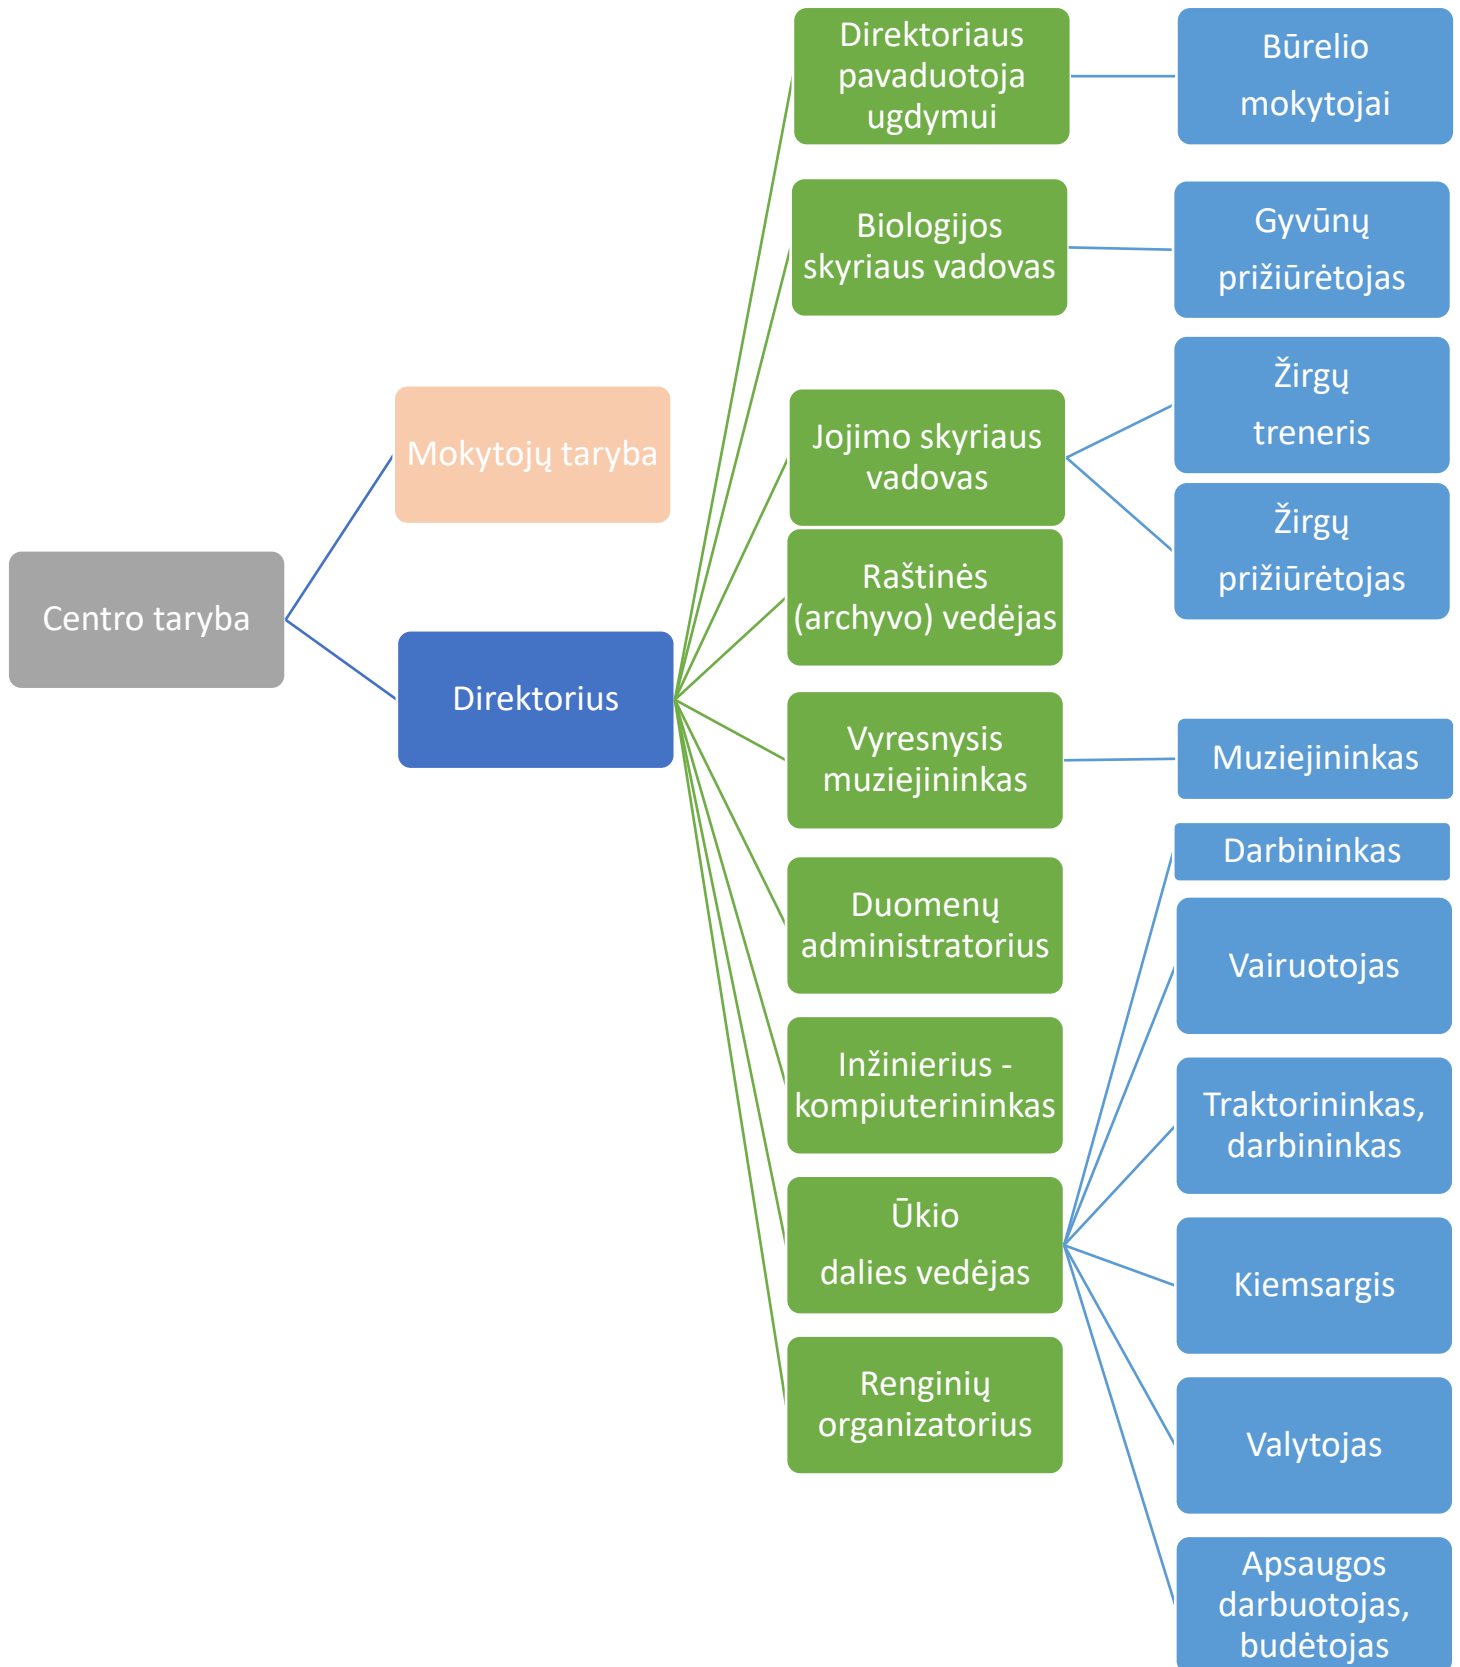 Centro taryba
Mokytojų taryba
Direktorius
Direktoriaus
pavaduotoja
ugdymui
Biologijos
skyriaus vadovas
Jojimo skyriaus
vadovas
Raštinės
(archyvo) vedėjas
Vyresnysis
muziejininkas
Duomenų
administratorius
Inžinierius -
kompiuterininkas
Ūkio
dalies vedėjas
Renginių
organizatorius
Būrelio
mokytojai
Gyvūnų
prižiūrėtojas
Žirgų
treneris
Žirgų
prižiūrėtojas
Muziejininkas
Darbininkas
Vairuotojas
Traktorininkas,
darbininkas
Kiemsargis
Valytojas
Apsaugos
darbuotojas,
budėtojas